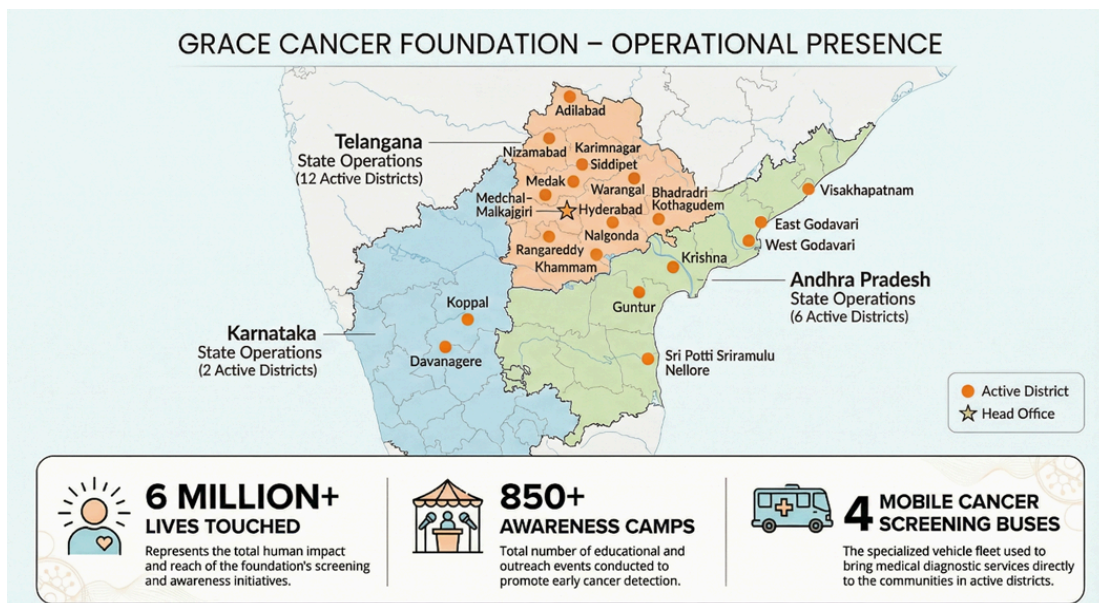 GRACE CANCER FOUNDATION – OPERATIONAL PRESENCE
Adilabad
Telangana
State Operations
(12 Active Districts)
Nizamabad
Karimnagar
Siddipet
Medak
Warangal
Medchal–
Malkajgiri
Hyderabad
Bhadradri
Kothagudem
Nalgonda
Rangareddy
Khammam
Visakhapatnam
East Godavari
West Godavari
Krishna
Guntur
Andhra Pradesh
State Operations
(6 Active Districts)
Koppal
Karnataka
State Operations
(2 Active Districts)
Davanagere
Sri Potti Sriramulu
Nellore
Active District
Head Office
6 MILLION+
LIVES TOUCHED
Represents the total human impact
and reach of the foundation's screening
and awareness initiatives.
850+
AWARENESS CAMPS
Total number of educational and
outreach events conducted to
promote early cancer detection.
4 MOBILE CANCER
SCREENING BUSES
The specialized vehicle fleet used to
bring medical diagnostic services directly
to the communities in active districts.